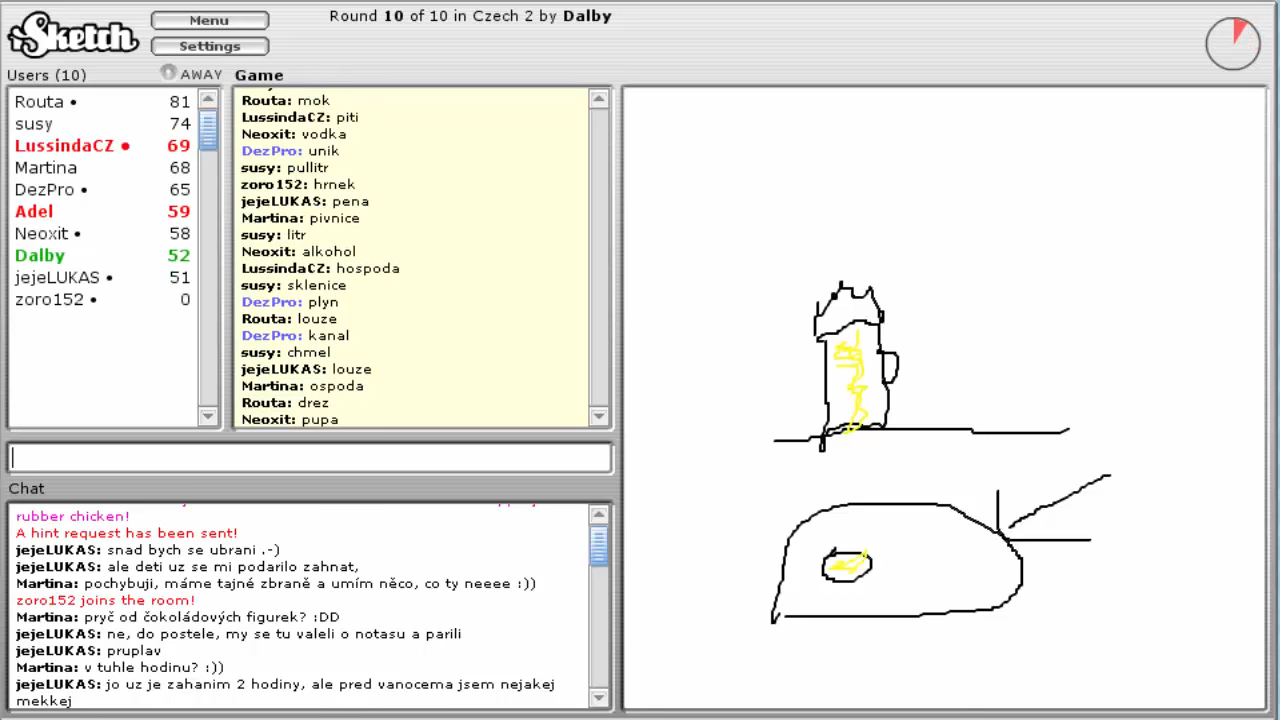 iSketch
Menu
Settings
Round 10 of 10 in Czech 2 by Dalby
Users (10)
AWAY
Game
Routa • 81
susy 74
LussindaCZ • 69
Martina 68
DezPro • 65
Adel 59
Neoxit • 58
Dalby 52
jejeLUKAS • 51
zoro152 • 0
Routa: mok
LussindaCZ: piti
Neoxit: vodka
DezPro: unik
susy: pullitr
zoro152: hrnek
jejeLUKAS: pena
Martina: pivnice
susy: litr
Neoxit: alkohol
LussindaCZ: hospoda
susy: sklenice
DezPro: plyn
Routa: louze
DezPro: kanal
susy: chmel
jejeLUKAS: louze
Martina: ospoda
Routa: drez
Neoxit: pupa
Chat
rubber chicken!
A hint request has been sent!
jejeLUKAS: snad bych se ubrani .-)
jejeLUKAS: ale deti uz se mi podarilo zahnat,
Martina: pochybuji, máme tajné zbraně a umím něco, co ty neeee :))
zoro152 joins the room!
Martina: pryč od čokoládových figurek? :DD
jejeLUKAS: ne, do postele, my se tu valeli o notasu a parili
jejeLUKAS: pruplav
Martina: v tuhle hodinu? :))
jejeLUKAS: jo uz je zahanim 2 hodiny, ale pred vanocema jsem nejakej
mekkej